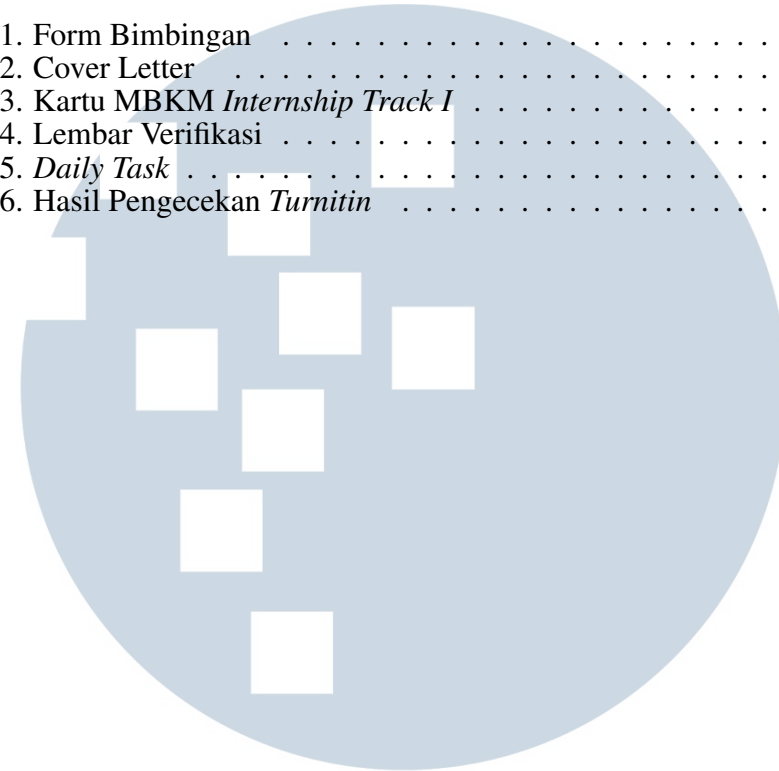 1. Form Bimbingan . . . . . . . . . . . . . . . . . . . . .
2. Cover Letter . . . . . . . . . . . . . . . . . . . . . . .
3. Kartu MBKM Internship Track I . . . . . . . . . . . . .
4. Lembar Verifikasi . . . . . . . . . . . . . . . . . . . . .
5. Daily Task . . . . . . . . . . . . . . . . . . . . . . . . .
6. Hasil Pengecekan Turnitin . . . . . . . . . . . . . . . .